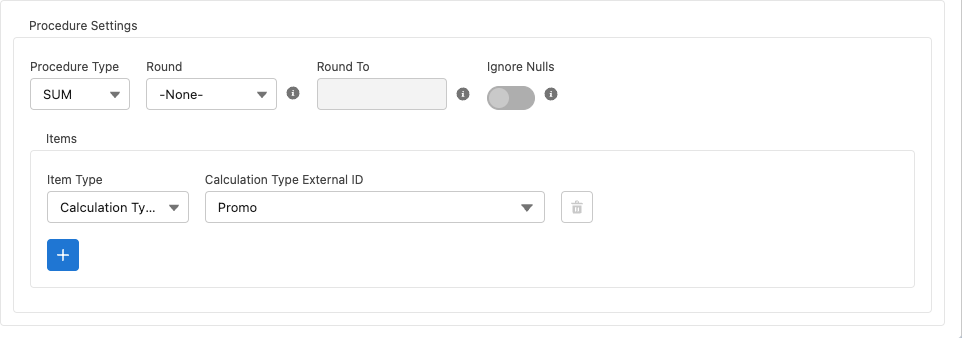 Procedure Settings
Procedure Type Round Round To Ignore Nulls
SUM -None-
Items
Item Type Calculation Type External ID
Calculation Ty... Promo